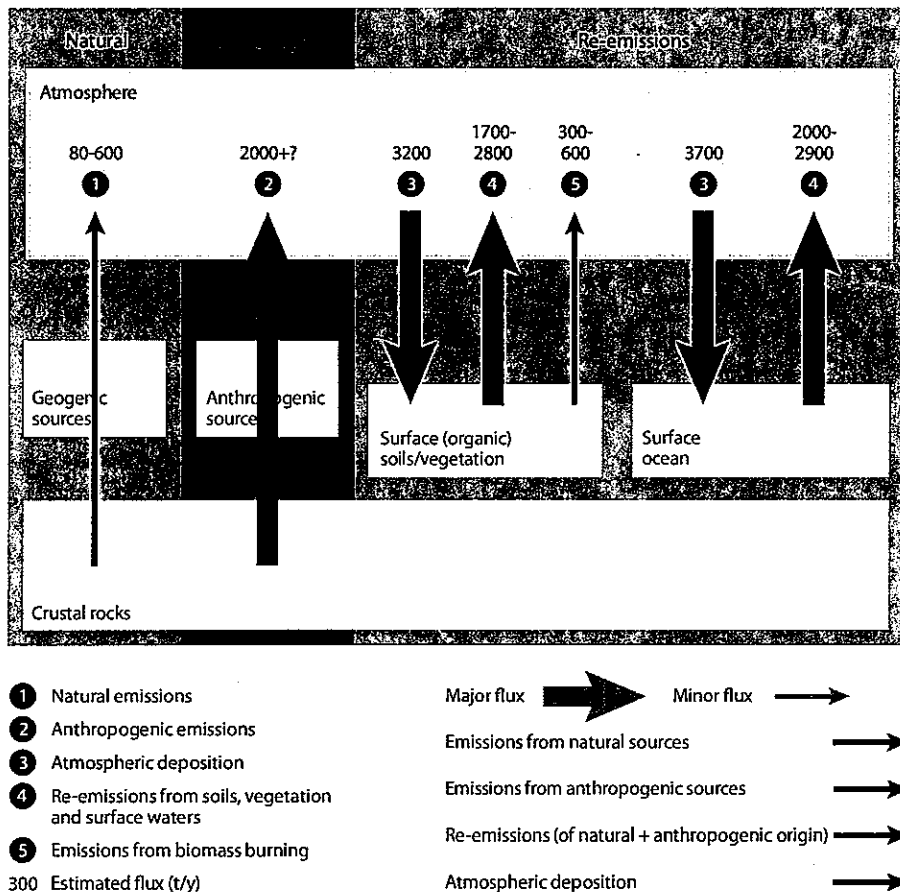 Natural
Re-emissions
Atmosphere
80-600
2000+?
3200
1700-
2800
300-
600
3700
2000-
2900
1
2
3
4
5
3
4
Geogenic
sources
Anthropogenic
sources
Surface (organic)
soils/vegetation
Surface
ocean
Crustal rocks
1 Natural emissions
2 Anthropogenic emissions
3 Atmospheric deposition
4 Re-emissions from soils, vegetation
and surface waters
5 Emissions from biomass burning
300 Estimated flux (t/y)
Major flux
Minor flux
Emissions from natural sources
Emissions from anthropogenic sources
Re-emissions (of natural + anthropogenic origin)
Atmospheric deposition